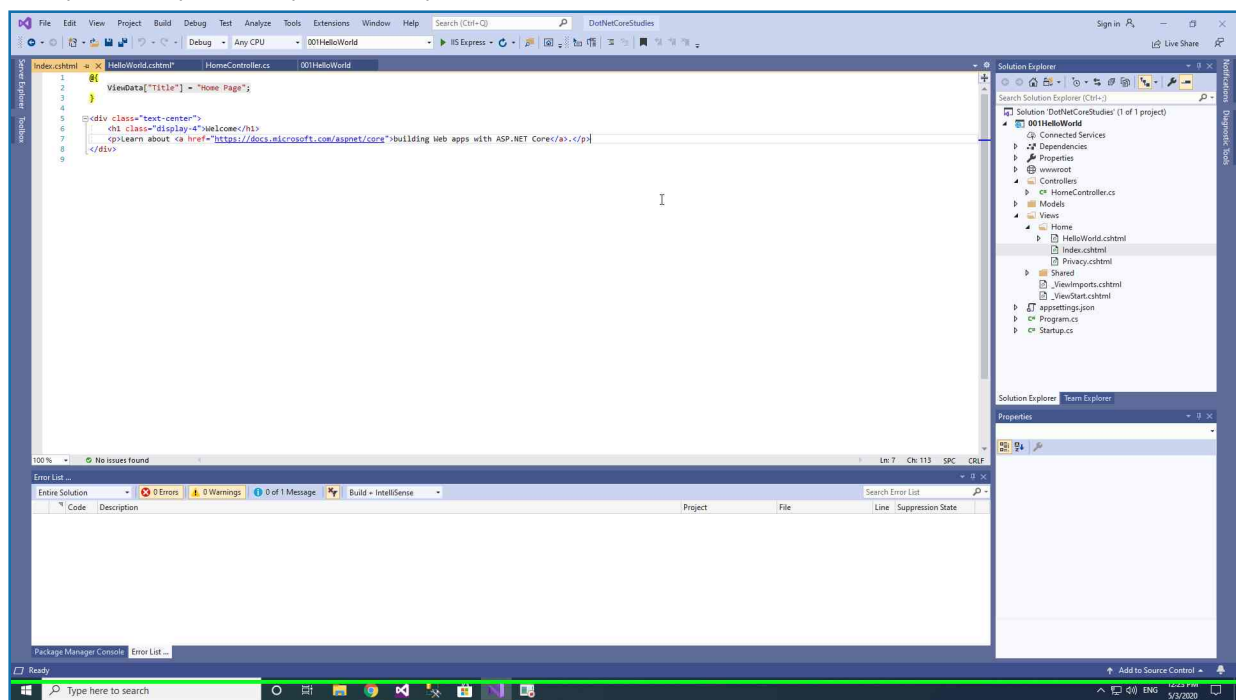 File Edit View Project Build Debug Test Analyze Tools Extensions Window Help Search (Ctrl+Q) DotNetCoreStudies Sign in
Debug Any CPU 001HelloWorld IIS Express Live Share
Server Explorer
Toolbox
Index.cshtml HelloWorld.cshtml* HomeController.cs 001HelloWorld
1 @{
2 ViewData["Title"] = "Home Page";
3 }
4
5 <div class="text-center">
6 <h1 class="display-4">Welcome</h1>
7 <p>Learn about <a href="https://docs.microsoft.com/aspnet/core">building Web apps with ASP.NET Core</a>.</p>
8 </div>
9
100 % No issues found Ln: 7 Ch: 113 SPC CRLF
Error List ...
Entire Solution 0 Errors 0 Warnings 0 of 1 Message Build + IntelliSense Search Error List
Code Description Project File Line Suppression State
Package Manager Console Error List ...
Solution Explorer
Search Solution Explorer (Ctrl+;)
Solution 'DotNetCoreStudies' (1 of 1 project)
001HelloWorld
Connected Services
Dependencies
Properties
wwwroot
Controllers
C# HomeController.cs
Models
Views
Home
HelloWorld.cshtml
Index.cshtml
Privacy.cshtml
Shared
_ViewImports.cshtml
_ViewStart.cshtml
appsettings.json
C# Program.cs
C# Startup.cs
Solution Explorer Team Explorer
Properties
Notifications
Diagnostic Tools
Ready Add to Source Control
Type here to search ENG 12:23 PM
5/3/2020